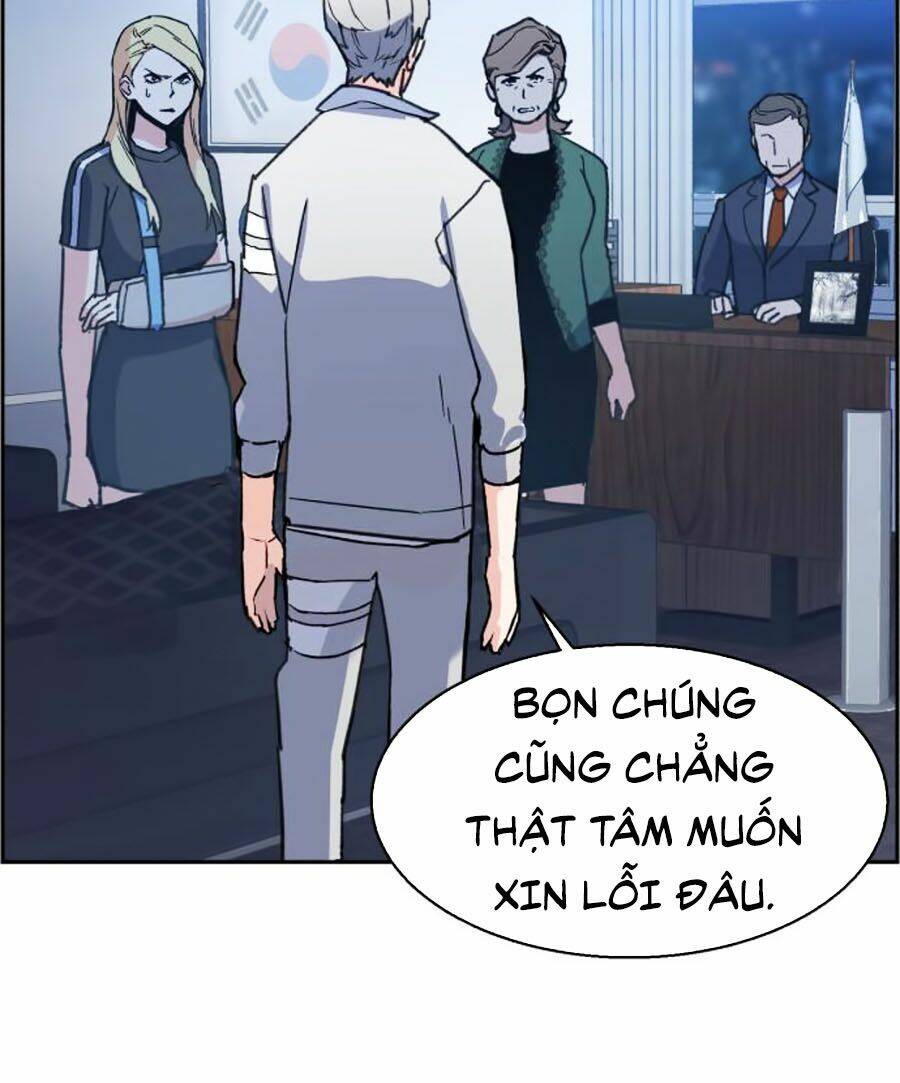 BỌN CHÚNG
CŨNG CHẲNG
THẬT TÂM MUỐN
XIN LỖI ĐÂU.